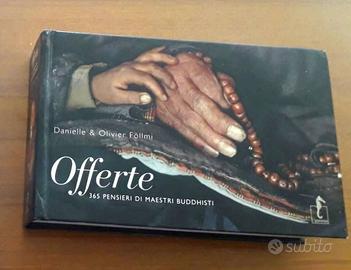 Danielle & Olivier Föllmi
Offerte
365 PENSIERI DI MAESTRI BUDDHISTI
subito